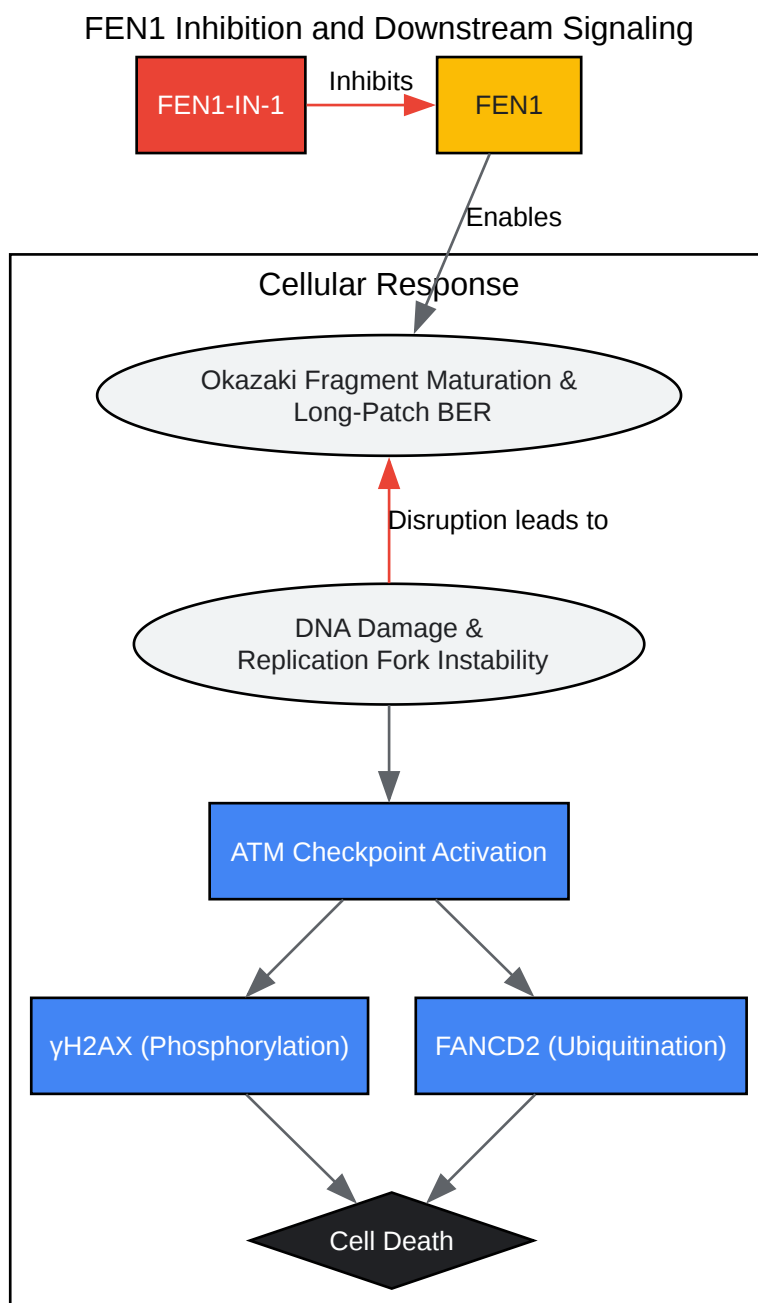 FEN1 Inhibition and Downstream Signaling
FEN1-IN-1
Inhibits
FEN1
Enables
Cellular Response
Okazaki Fragment Maturation &
Long-Patch BER
Disruption leads to
DNA Damage &
Replication Fork Instability
ATM Checkpoint Activation
γH2AX (Phosphorylation)
FANCD2 (Ubiquitination)
Cell Death